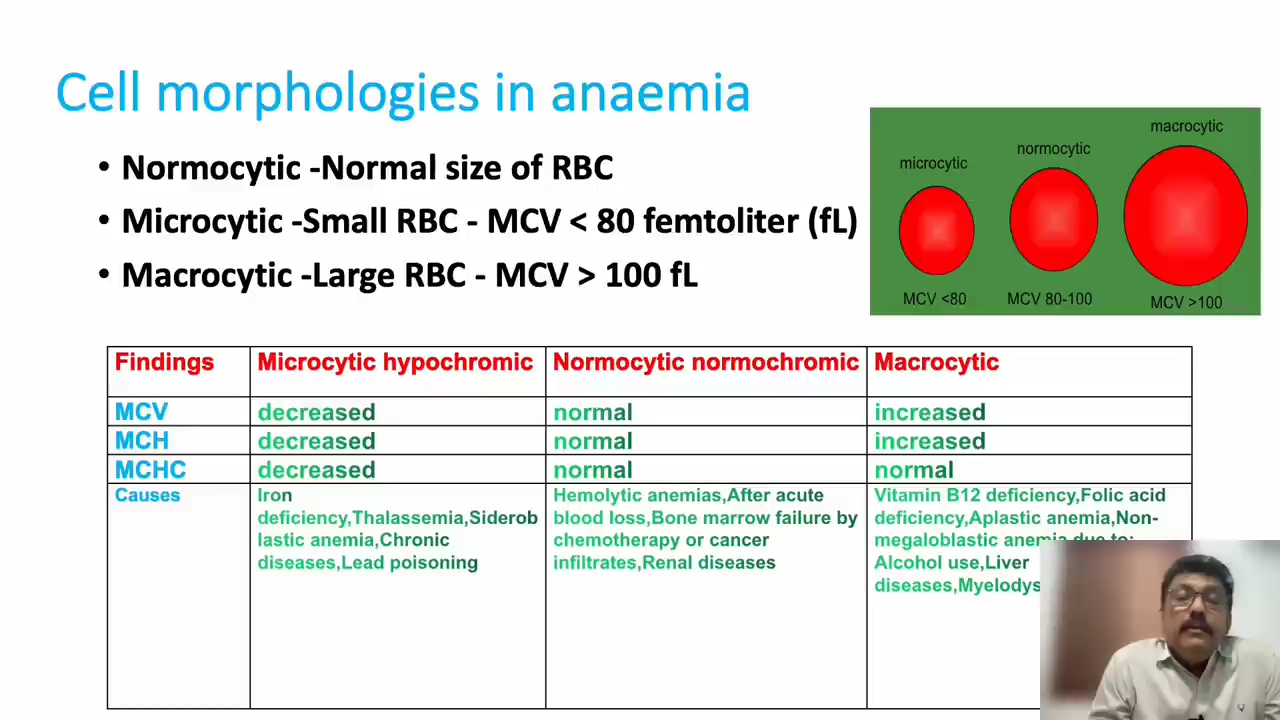 Cell morphologies in anaemia
• Normocytic -Normal size of RBC
• Microcytic -Small RBC - MCV < 80 femtoliter (fL)
• Macrocytic -Large RBC - MCV > 100 fL
microcytic
normocytic
macrocytic
MCV <80
MCV 80-100
MCV >100
Findings Microcytic hypochromic Normocytic normochromic Macrocytic
MCV decreased normal increased
MCH decreased normal increased
MCHC decreased normal normal
Causes
Iron
deficiency,Thalassemia,Siderob
lastic anemia,Chronic
diseases,Lead poisoning
Hemolytic anemias,After acute
blood loss,Bone marrow failure by
chemotherapy or cancer
infiltrates,Renal diseases
Vitamin B12 deficiency,Folic acid
deficiency,Aplastic anemia,Non-
megaloblastic anemia due to:
Alcohol use,Liver
diseases,Myelodys